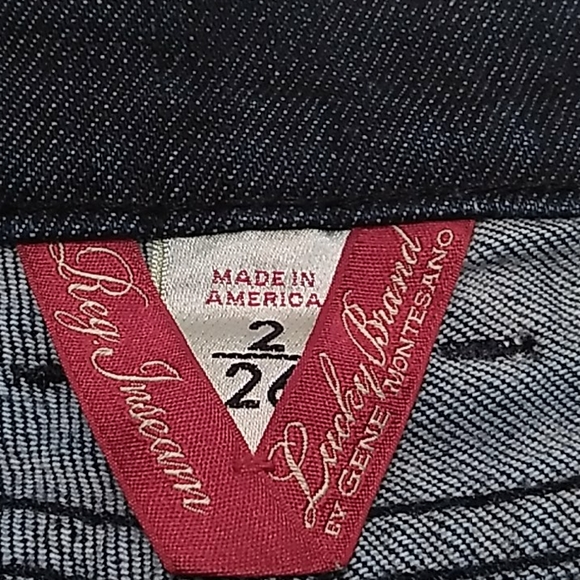 Reg. Inseam
MADE IN
AMERICA
2
26
Lucky Brand
BY GENE MONTESANO